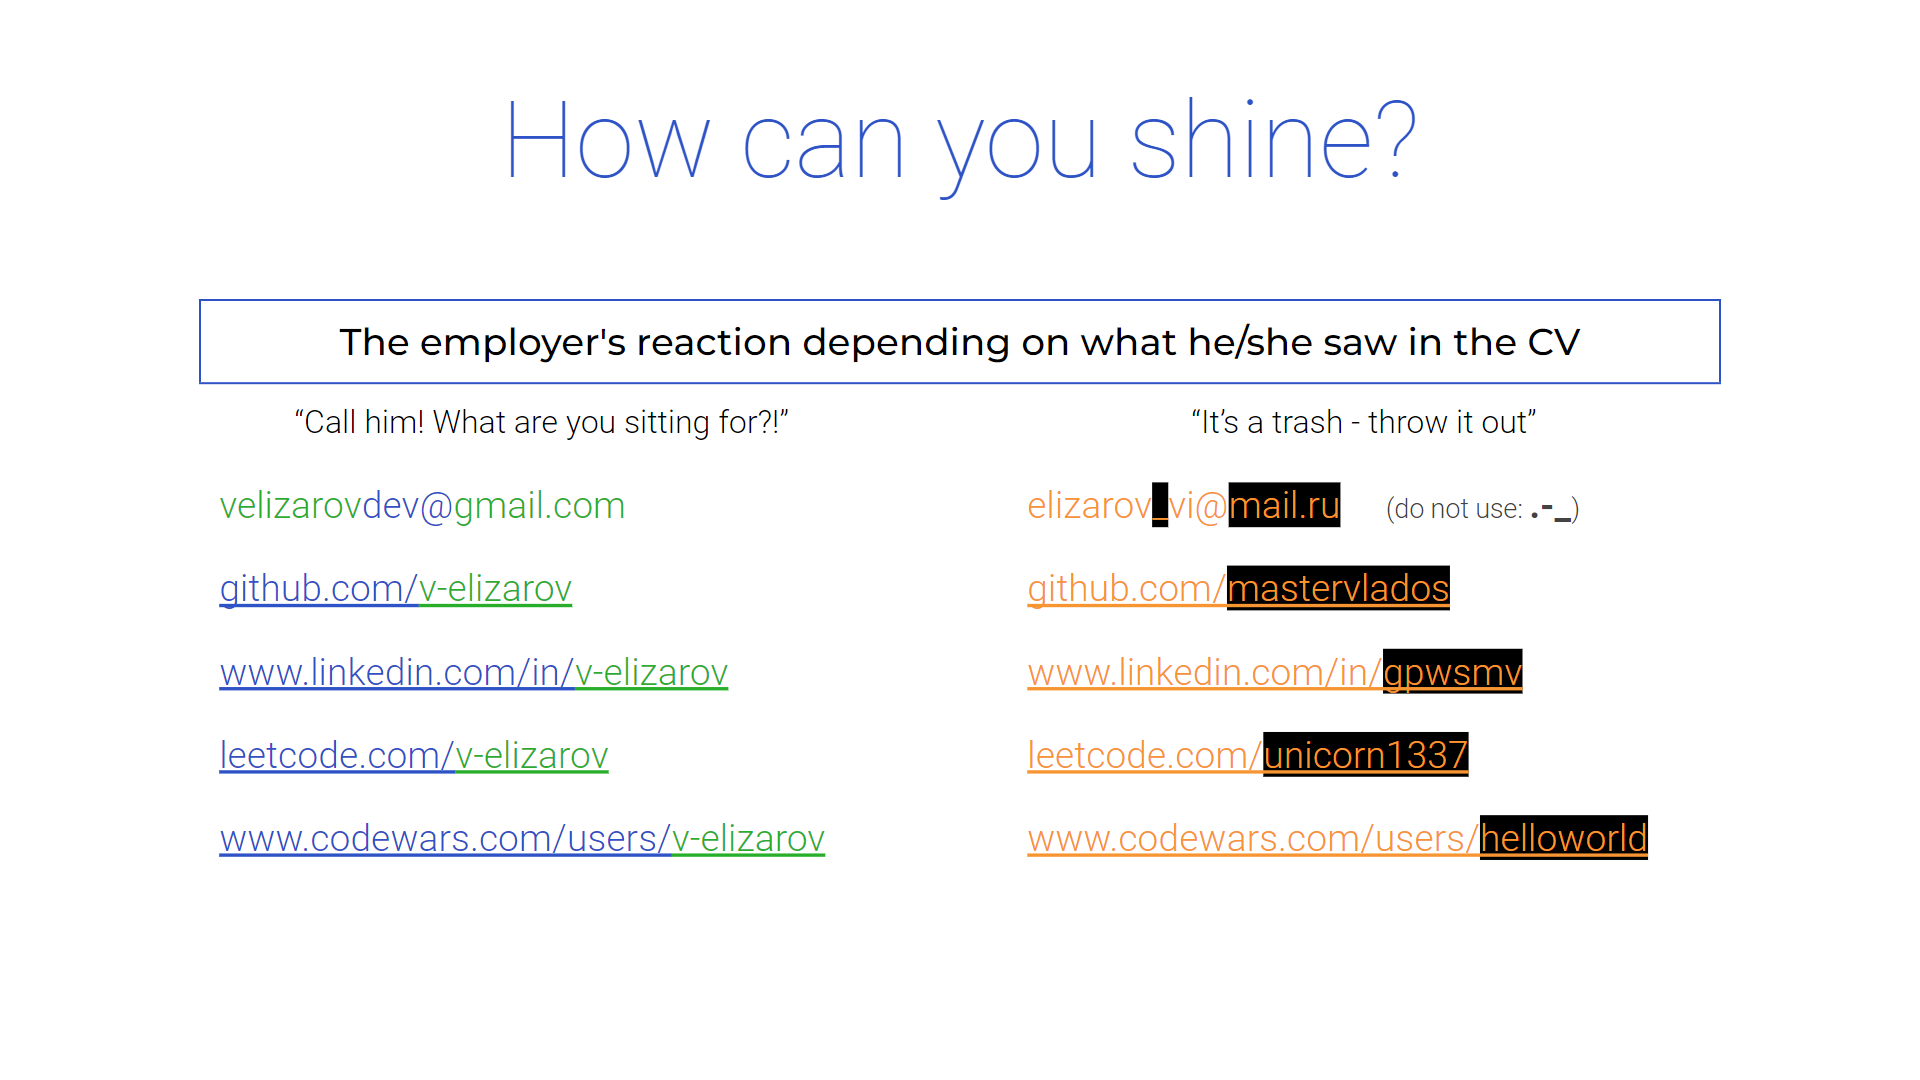 How can you shine?
The employer's reaction depending on what he/she saw in the CV
“Call him! What are you sitting for?!”
velizarovdev@gmail.com
github.com/v-elizarov
www.linkedin.com/in/v-elizarov
leetcode.com/v-elizarov
www.codewars.com/users/v-elizarov
“It’s a trash - throw it out”
elizarov_vi@mail.ru (do not use: .-_)
github.com/mastervlados
www.linkedin.com/in/gpwsmv
leetcode.com/unicorn1337
www.codewars.com/users/helloworld